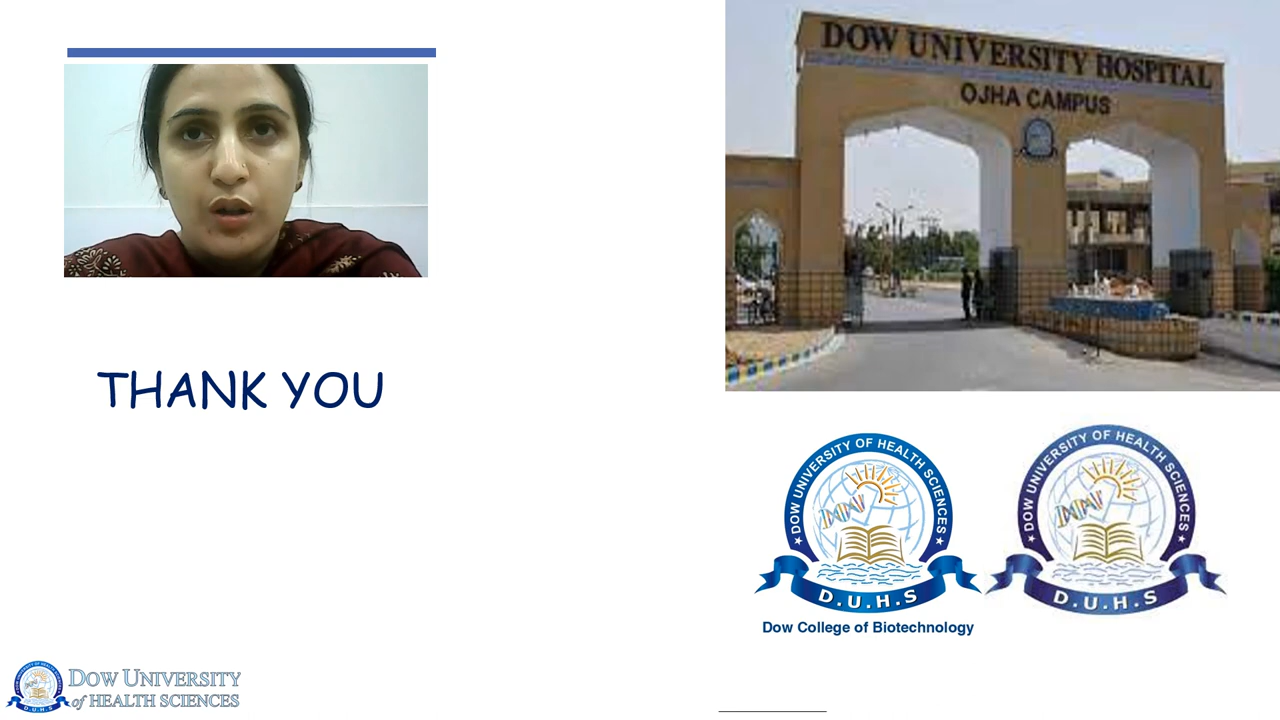 DOW UNIVERSITY HOSPITAL
OJHA CAMPUS
THANK YOU
DOW UNIVERSITY OF HEALTH SCIENCES
D.U.H.S
Dow College of Biotechnology
DOW UNIVERSITY OF HEALTH SCIENCES
D.U.H.S
DOW UNIVERSITY
of HEALTH SCIENCES